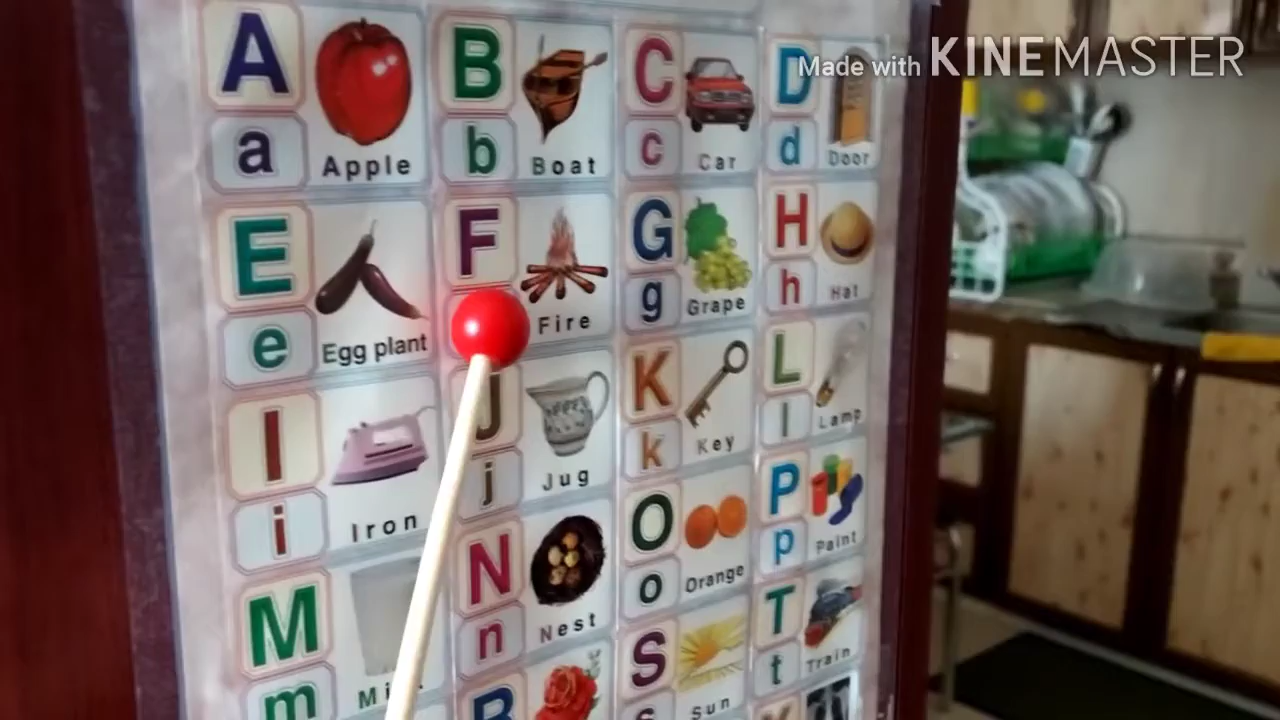 Made with KINEMASTER
A Apple B Boat C Car D Door
a b c d
E Egg plant F Fire G Grape H Hat
e g h
I Iron J Jug K Key L Lamp
i j k l
M N Nest O Orange P Paint
m n o p
S Sun T Train
t